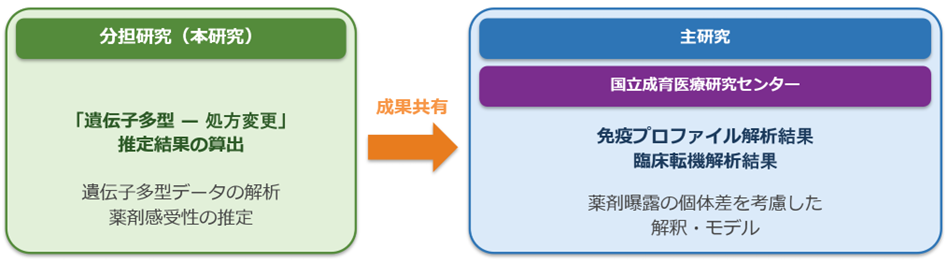 分担研究（本研究）
「遺伝子多型 ― 処方変更」
推定結果の算出
遺伝子多型データの解析
薬剤感受性の推定
成果共有
主研究
国立成育医療研究センター
免疫プロファイル解析結果
臨床転機解析結果
薬剤曝露の個体差を考慮した
解釈・モデル